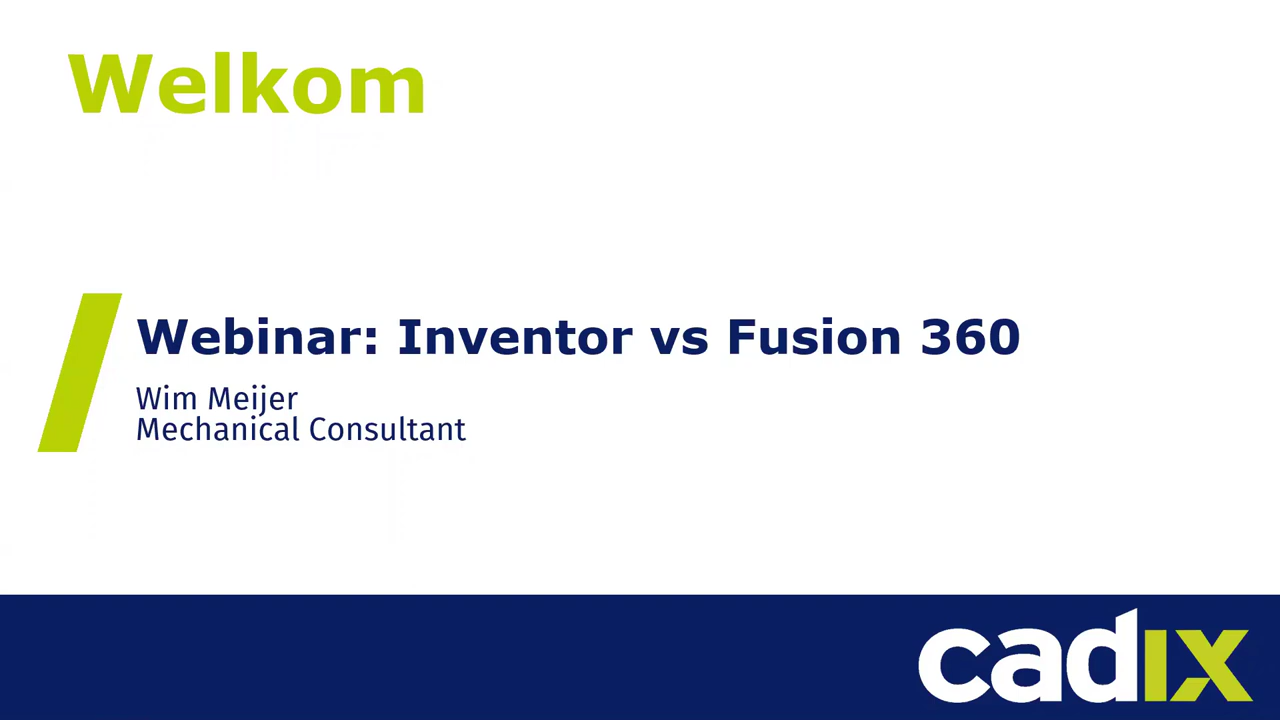 Welkom
Webinar: Inventor vs Fusion 360
Wim Meijer
Mechanical Consultant
cadix